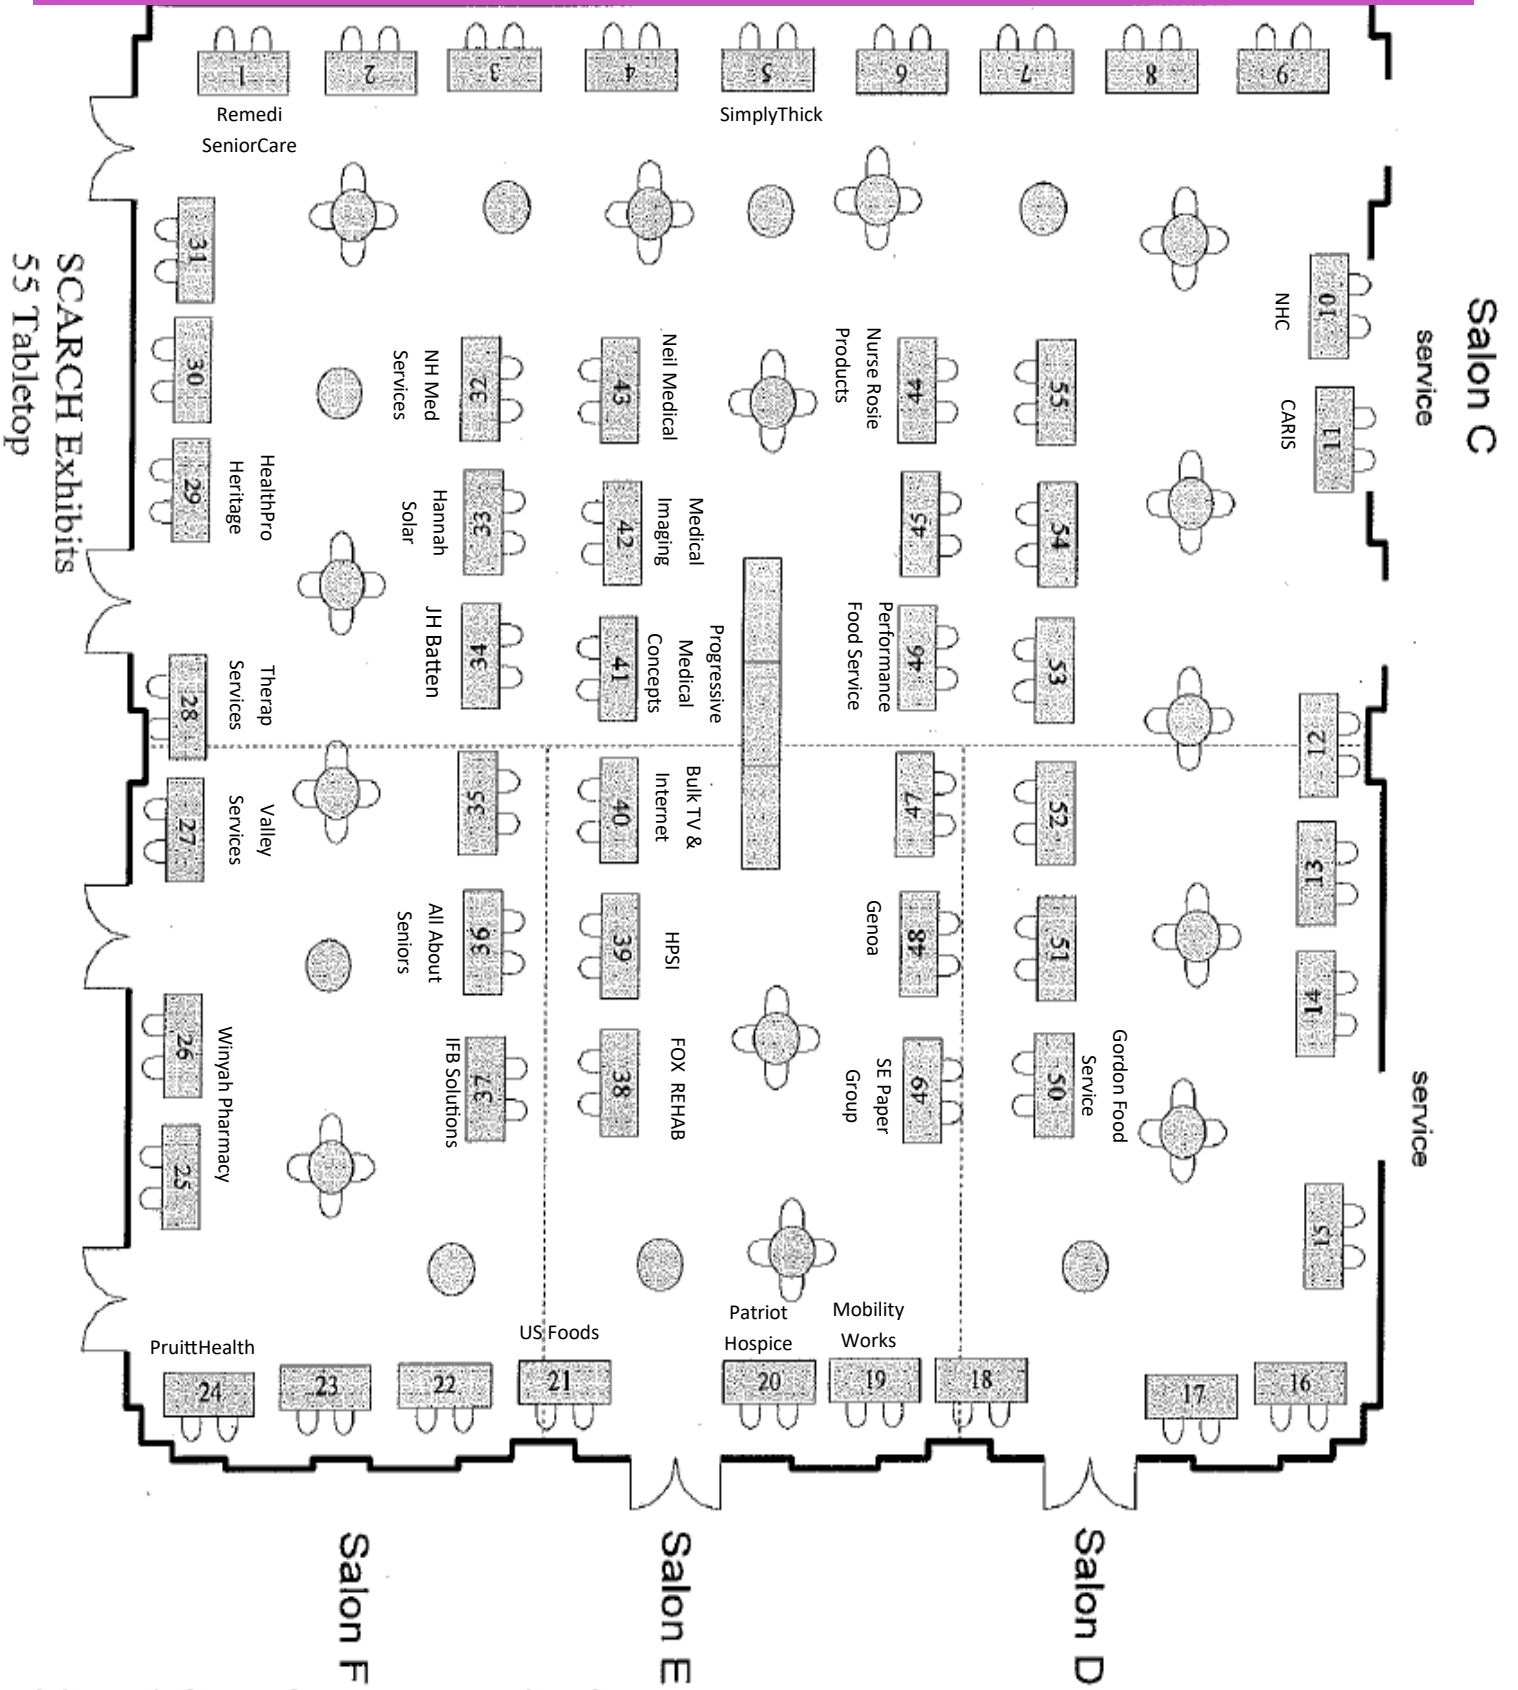 1
2
3
4
5
6
7
8
9
Remedi
SeniorCare
SimplyThick
31
30
29
HealthPro
Heritage
28
Therap
Services
27
Valley
Services
26
Winyah Pharmacy
25
SCARCH Exhibits
55 Tabletop
32
NH Med
Services
33
Hannah
Solar
34
JH Batten
35
36
All About
Seniors
37
IFB Solutions
43
Neil Medical
42
Medical
Imaging
41
Progressive
Medical
Concepts
40
Bulk TV &
Internet
39
HPSI
38
FOX REHAB
44
Nurse Rosie
Products
45
46
Performance
Food Service
47
48
Genoa
49
SE Paper
Group
55
54
53
52
51
50
Gordon Food
Service
10
NHC
11
CARIS
12
13
14
15
Salon C
service
service
PruittHealth
US Foods
Patriot
Hospice
Mobility
Works
24
23
22
21
20
19
18
17
16
Salon F
Salon E
Salon D